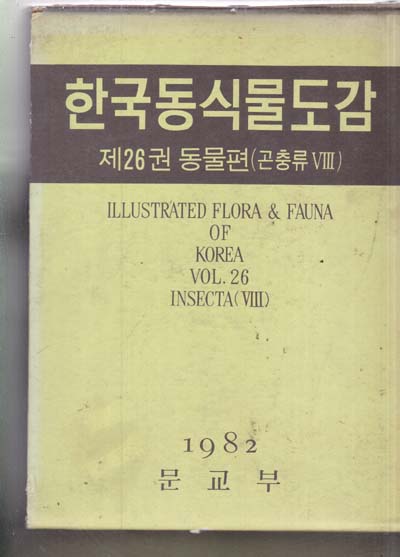 한국동식물도감
제26권 동물편(곤충류 VIII)
ILLUSTRATED FLORA & FAUNA
OF
KOREA
VOL. 26
INSECTA(VIII)
1982
문교부